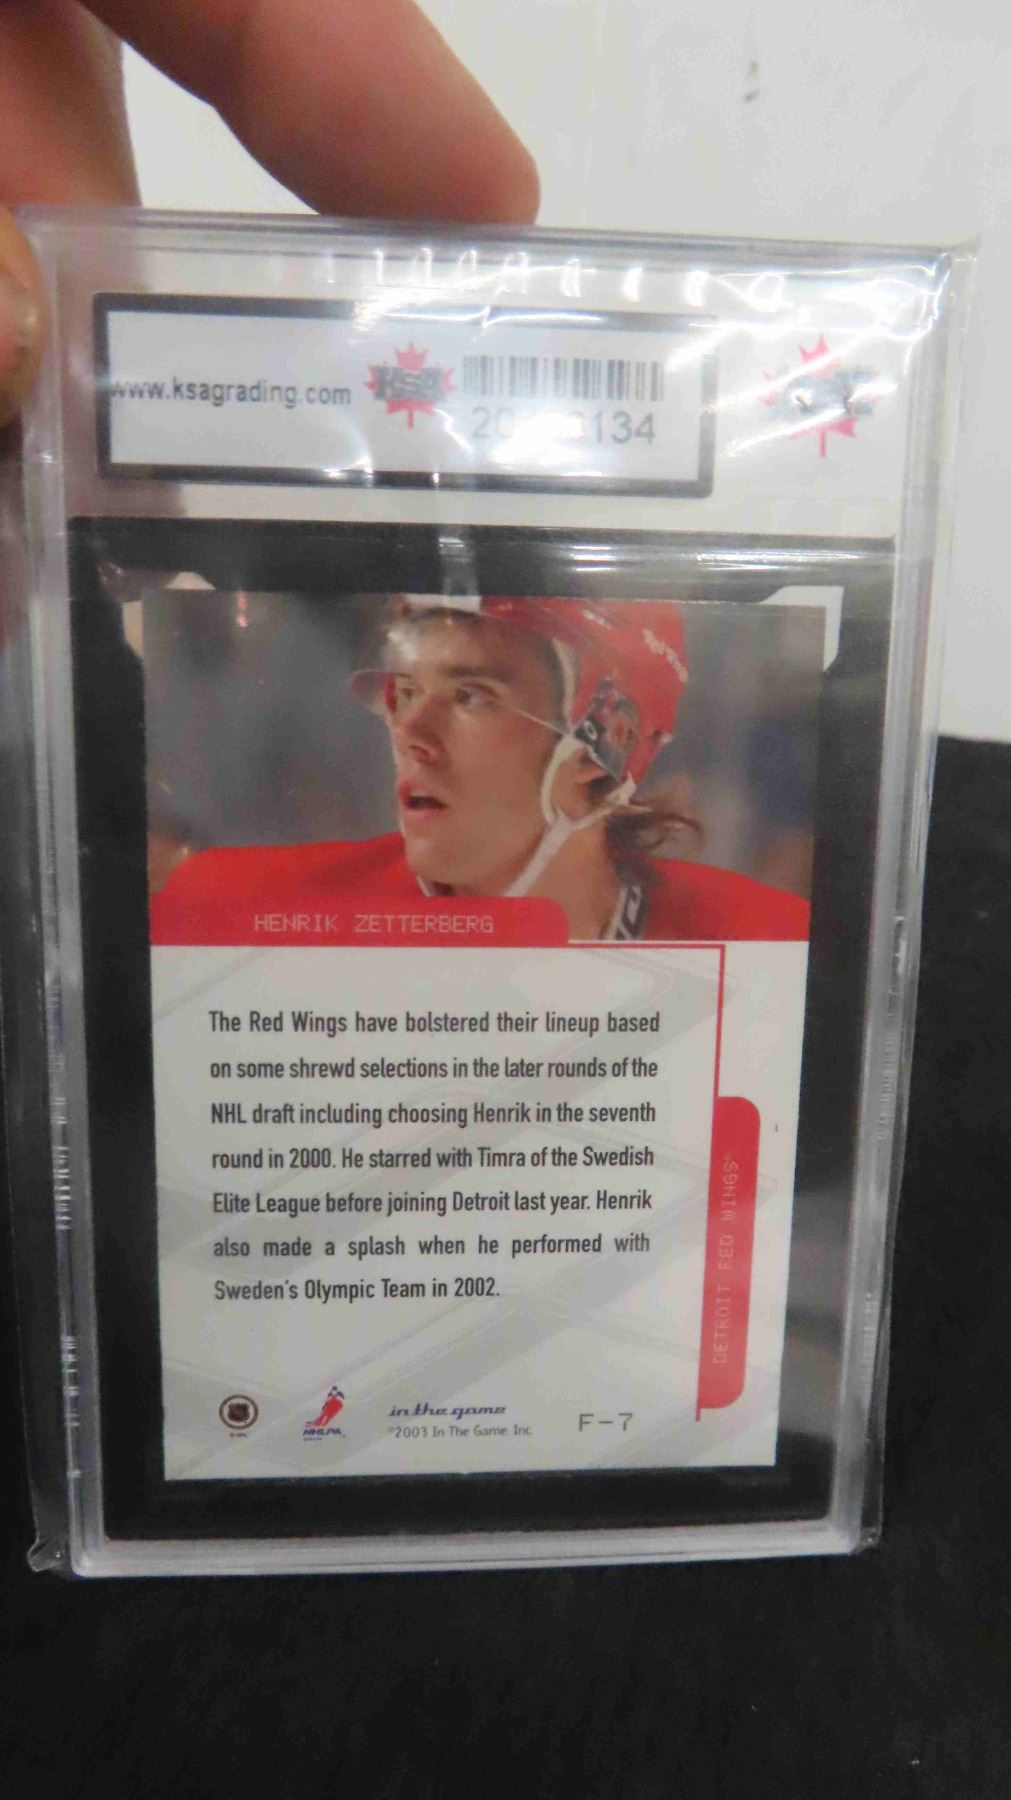 www.ksagrading.com
KSA
134
HENRIK ZETTERBERG
The Red Wings have bolstered their lineup based
on some shrewd selections in the later rounds of the
NHL draft including choosing Henrik in the seventh
round in 2000. He starred with Timra of the Swedish
Elite League before joining Detroit last year. Henrik
also made a splash when he performed with
Sweden's Olympic Team in 2002.
DETROIT RED WINGS
NHLPA
in the game
©2003 In The Game. Inc.
F-7